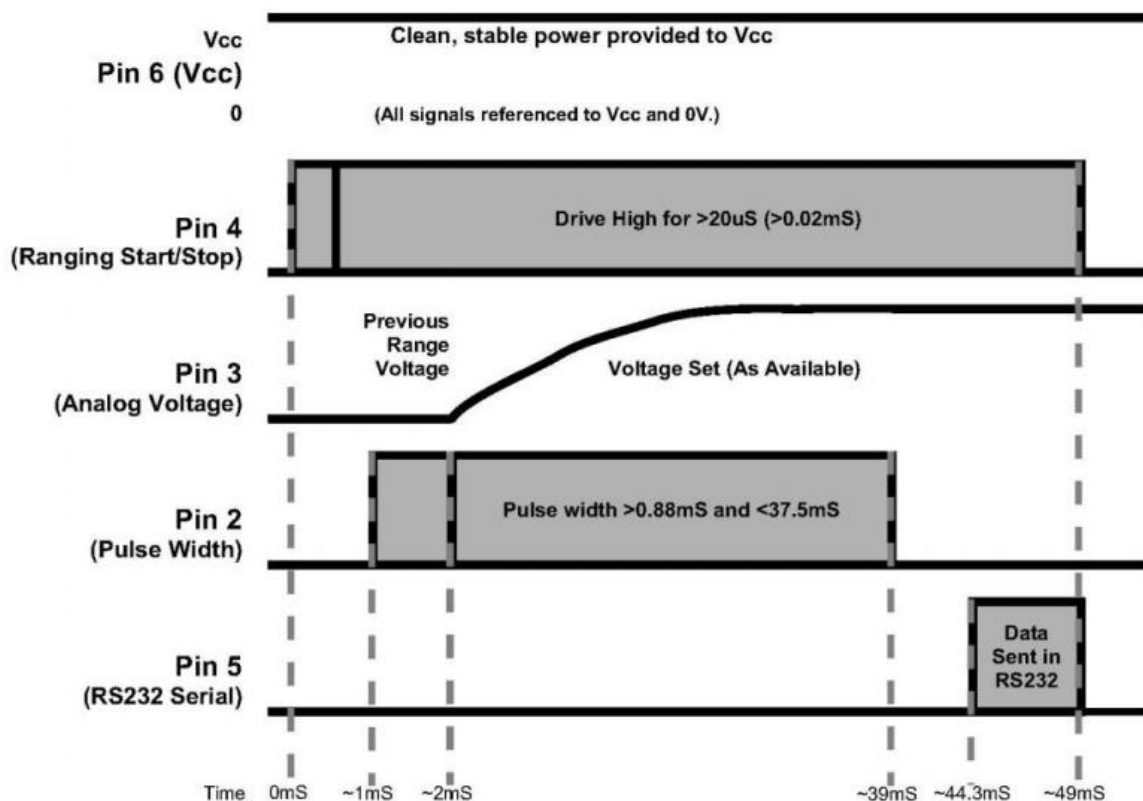 Vcc
Clean, stable power provided to Vcc
Pin 6 (Vcc)
0
(All signals referenced to Vcc and 0V.)
Pin 4
(Ranging Start/Stop)
Drive High for >20uS (>0.02mS)
Previous
Range
Voltage
Pin 3
(Analog Voltage)
Voltage Set (As Available)
Pin 2
(Pulse Width)
Pulse width >0.88mS and <37.5mS
Pin 5
(RS232 Serial)
Data
Sent in
RS232
Time 0mS ~1mS ~2mS ~39mS ~44.3mS ~49mS